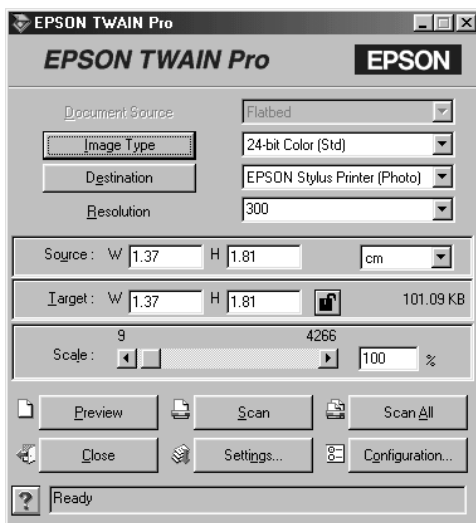 EPSON TWAIN Pro
EPSON TWAIN Pro EPSON
Document Source Flatbed
Image Type 24-bit Color (Std)
Destination EPSON Stylus Printer (Photo)
Resolution 300
Source : W 1.37 H 1.81 cm
Target : W 1.37 H 1.81 101.09 KB
9 4266
Scale : 100 %
Preview Scan Scan All
Close Settings... Configuration...
? Ready